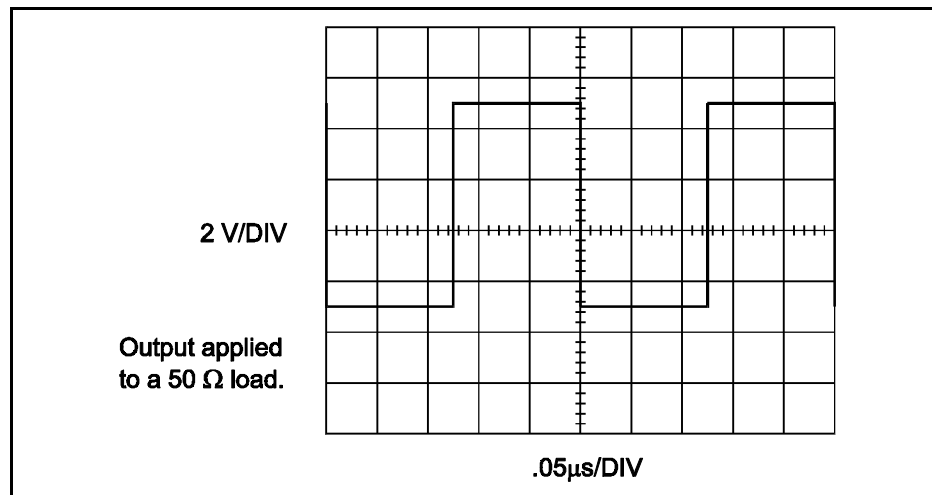 2 V/DIV
Output applied
to a 50 Ω load.
.05μs/DIV